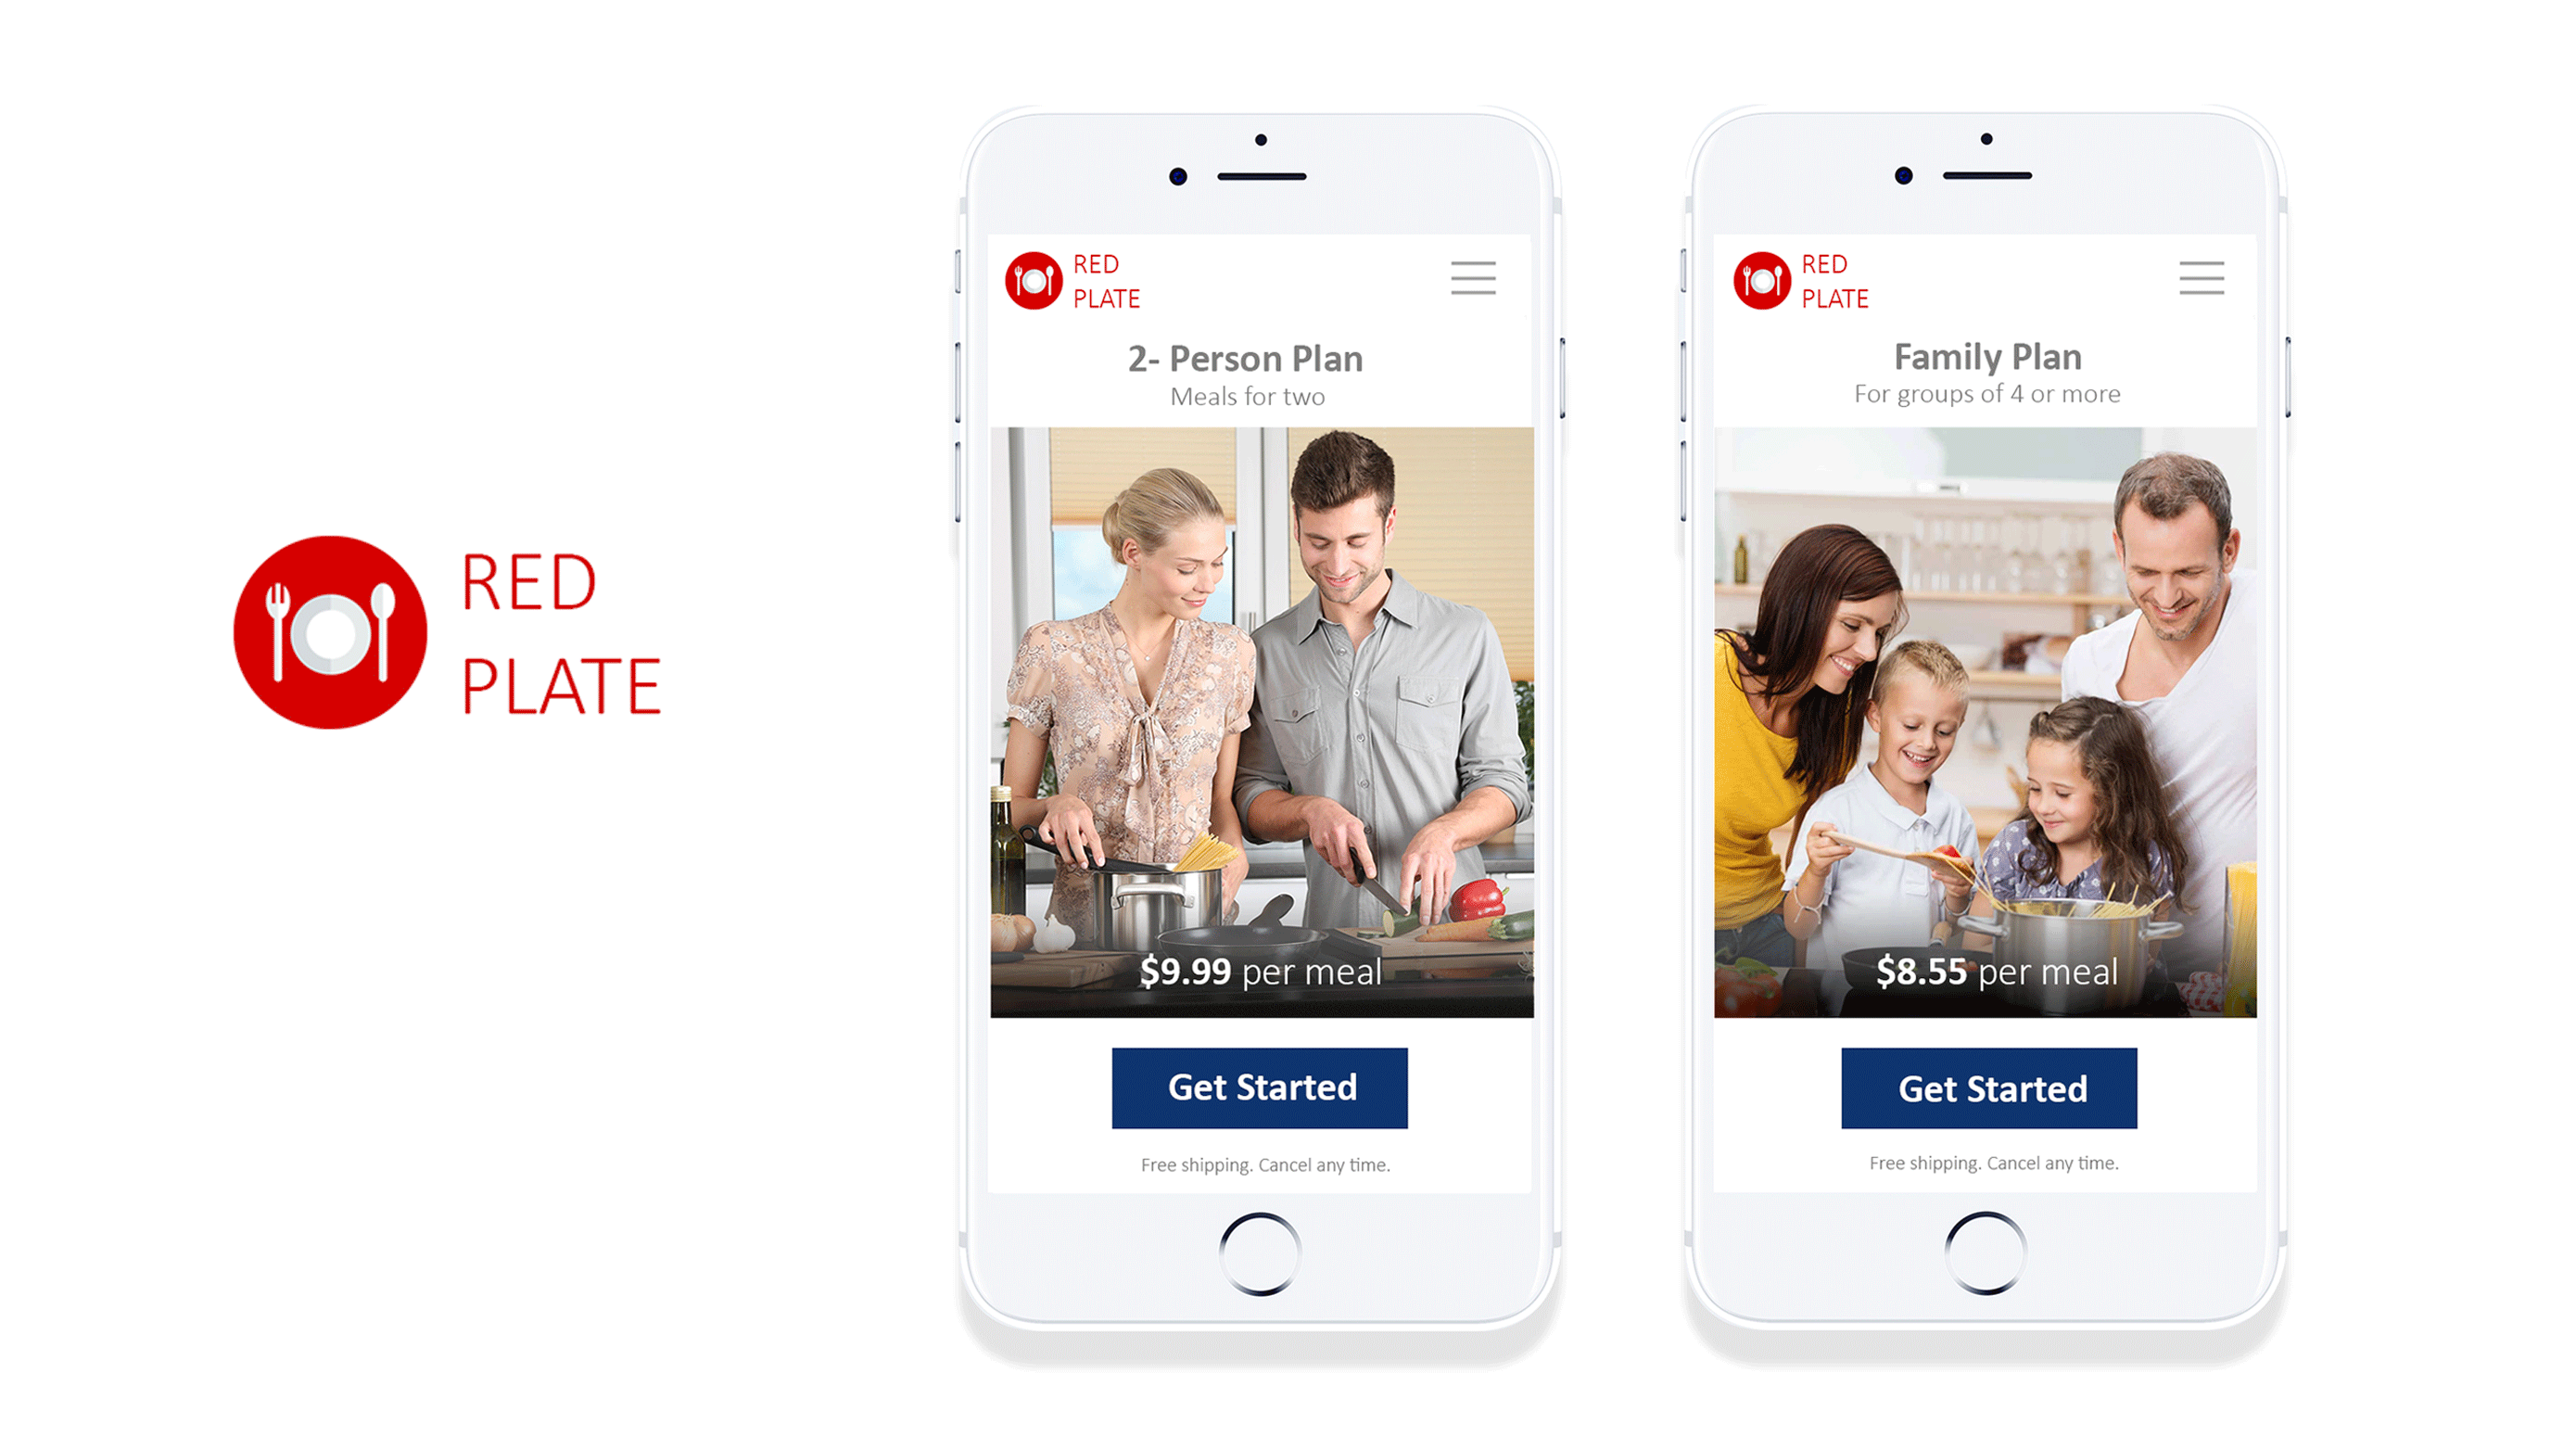 RED
PLATE
RED
PLATE
2- Person Plan
Meals for two
$9.99 per meal
Get Started
Free shipping. Cancel any time.
RED
PLATE
Family Plan
For groups of 4 or more
$8.55 per meal
Get Started
Free shipping. Cancel any time.